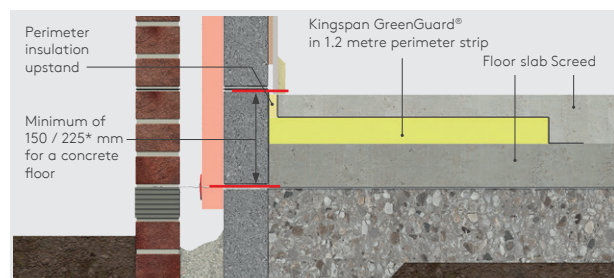 Perimeter
insulation
upstand
Minimum of
150 / 225* mm
for a concrete
floor
Kingspan GreenGuard®
in 1.2 metre perimeter strip
Floor slab Screed